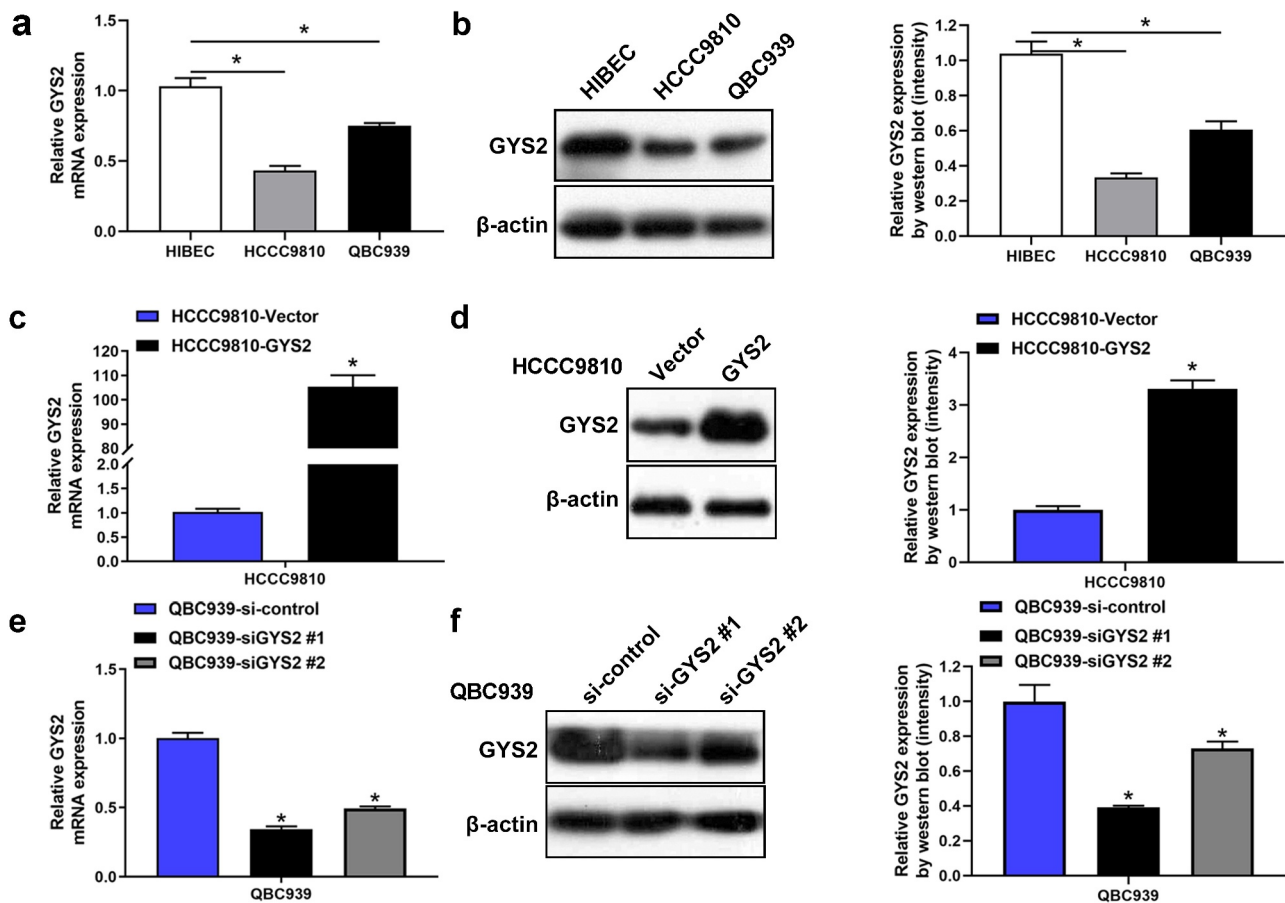 a
Relative GYS2
mRNA expression
1.5
1.0
0.5
0.0
*
*
HIBEC HCCC9810 QBC939
b
HIBEC HCCC9810 QBC939
GYS2
β-actin
Relative GYS2 expression
by western blot (intensity)
1.2
1.0
0.8
0.6
0.4
0.2
0.0
*
*
HIBEC HCCC9810 QBC939
c
HCCC9810-Vector
HCCC9810-GYS2
Relative GYS2
mRNA expression
120
110
100
90
80
2.0
1.5
1.0
0.5
0.0
*
HCCC9810
d
HCCC9810 Vector GYS2
GYS2
β-actin
HCCC9810-Vector
HCCC9810-GYS2
Relative GYS2 expression
by western blot (intensity)
4
3
2
1
0
*
HCCC9810
e
QBC939-si-control
QBC939-siGYS2 #1
QBC939-siGYS2 #2
Relative GYS2
mRNA expression
1.5
1.0
0.5
0.0
*
*
QBC939
f
QBC939 si-control si-GYS2 #1 si-GYS2 #2
GYS2
β-actin
QBC939-si-control
QBC939-siGYS2 #1
QBC939-siGYS2 #2
Relative GYS2 expression
by western blot (intensity)
1.2
1.0
0.8
0.6
0.4
0.2
0.0
*
*
QBC939